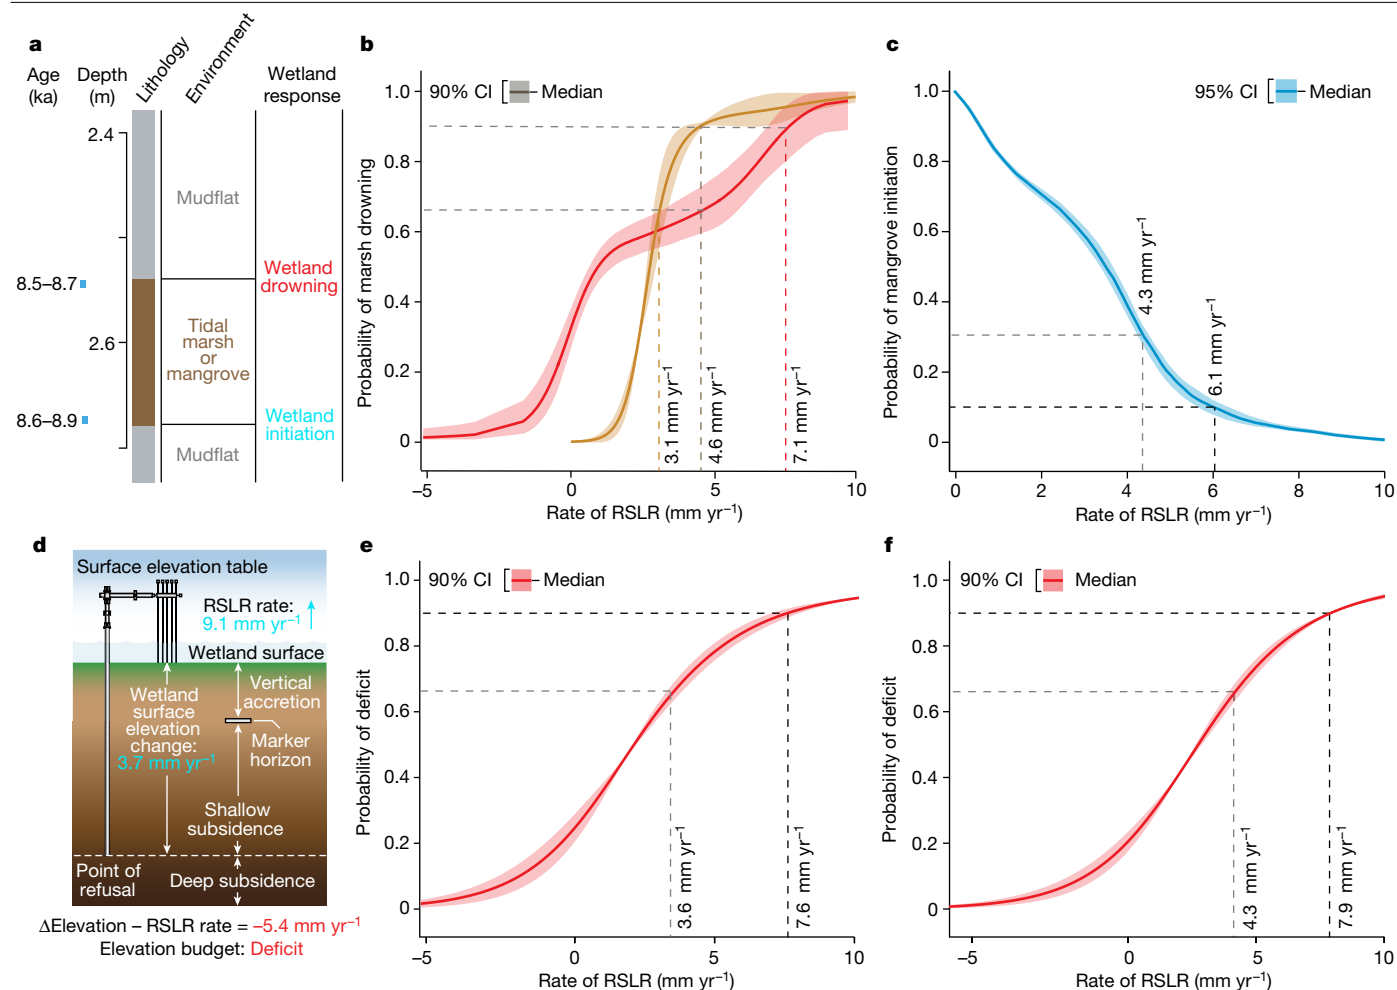 a
Age
(ka)
Depth
(m)
Lithology
Environment
Wetland
response
2.4
Mudflat
8.5–8.7
Wetland
drowning
Tidal
marsh
or
mangrove
2.6
8.6–8.9
Wetland
initiation
Mudflat
b
90% CI
Median
Probability of marsh drowning
1.0
0.8
0.6
0.4
0.2
0
3.1 mm yr⁻¹
4.6 mm yr⁻¹
7.1 mm yr⁻¹
–5
0
5
10
Rate of RSLR (mm yr⁻¹)
c
95% CI
Median
Probability of mangrove initiation
1.0
0.8
0.6
0.4
0.2
0
4.3 mm yr⁻¹
6.1 mm yr⁻¹
0
2
4
6
8
10
Rate of RSLR (mm yr⁻¹)
d
Surface elevation table
RSLR rate:
9.1 mm yr⁻¹
Wetland surface
Wetland
surface
elevation
change:
3.7 mm yr⁻¹
Vertical
accretion
Marker
horizon
Shallow
subsidence
Point of
refusal
Deep subsidence
ΔElevation – RSLR rate = –5.4 mm yr⁻¹
Elevation budget: Deficit
e
90% CI
Median
Probability of deficit
1.0
0.8
0.6
0.4
0.2
0
3.6 mm yr⁻¹
7.6 mm yr⁻¹
–5
0
5
10
Rate of RSLR (mm yr⁻¹)
f
90% CI
Median
Probability of deficit
1.0
0.8
0.6
0.4
0.2
0
4.3 mm yr⁻¹
7.9 mm yr⁻¹
–5
0
5
10
Rate of RSLR (mm yr⁻¹)